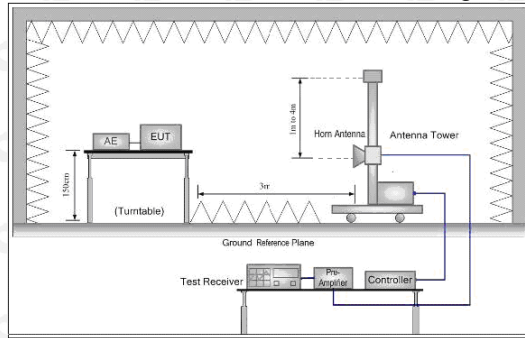 1m to 4m
Horn Antenna
Antenna Tower
AE
EUT
150cm
(Turntable)
3m
Ground Reference Plane
Test Receiver
Pre-
Amplifier
Controller